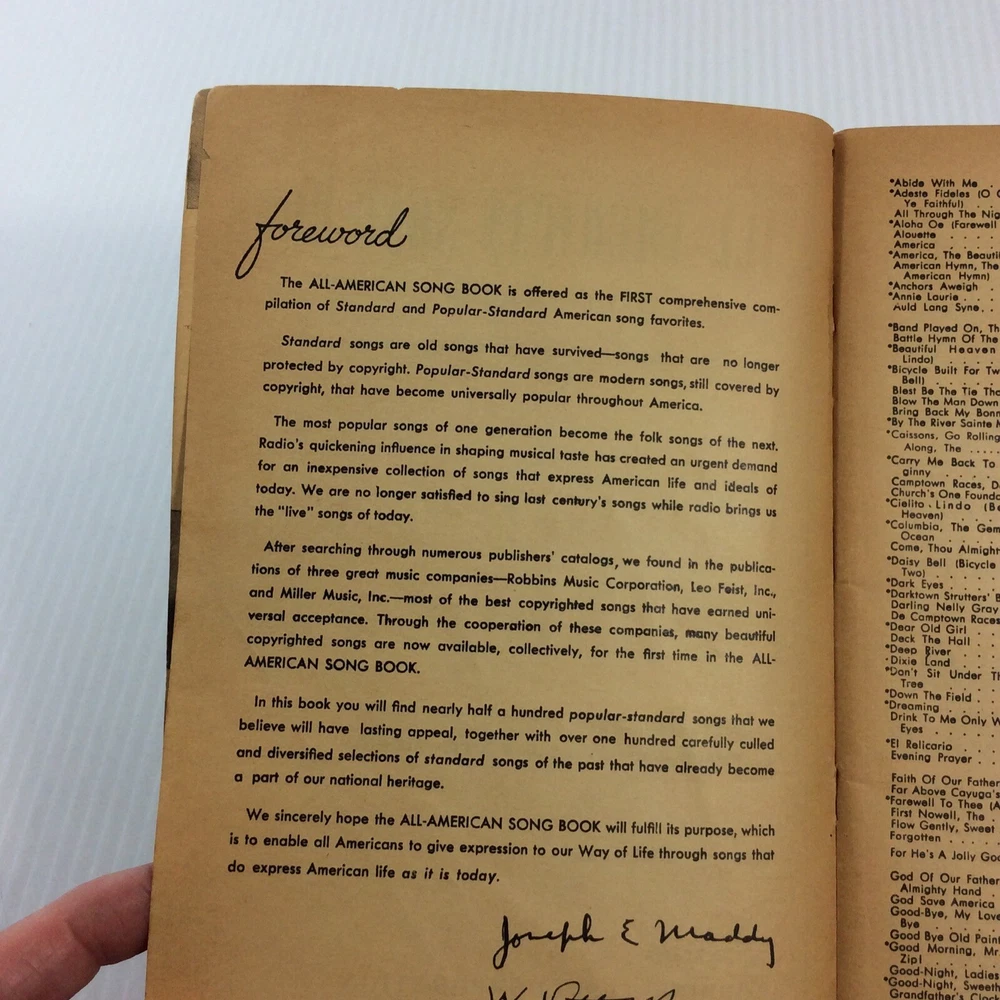 foreword
The ALL-AMERICAN SONG BOOK is offered as the FIRST comprehensive com-
pilation of Standard and Popular-Standard American song favorites.
Standard songs are old songs that have survived—songs that are no longer
protected by copyright. Popular-Standard songs are modern songs, still covered by
copyright, that have become universally popular throughout America.
The most popular songs of one generation become the folk songs of the next.
Radio's quickening influence in shaping musical taste has created an urgent demand
for an inexpensive collection of songs that express American life and ideals of
today. We are no longer satisfied to sing last century's songs while radio brings us
the "live" songs of today.
After searching through numerous publishers' catalogs, we found in the publica-
tions of three great music companies—Robbins Music Corporation, Leo Feist, Inc.,
and Miller Music, Inc.—most of the best copyrighted songs that have earned uni-
versal acceptance. Through the cooperation of these companies, many beautiful
copyrighted songs are now available, collectively, for the first time in the ALL-
AMERICAN SONG BOOK.
In this book you will find nearly half a hundred popular-standard songs that we
believe will have lasting appeal, together with over one hundred carefully culled
and diversified selections of standard songs of the past that have already become
a part of our national heritage.
We sincerely hope the ALL-AMERICAN SONG BOOK will fulfill its purpose, which
is to enable all Americans to give expression to our Way of Life through songs that
do express American life as it is today.
Joseph E Maddy
*Abide With Me .
*Adeste Fideles (O
Ye Faithful) . .
All Through The
*Aloha Oe (Farewell
Alouette . . . .
America . . . .
*America, The
American Hymn, The
American Hymn)
*Anchors Aweigh .
*Annie Laurie . . .
Auld Lang Syne. .
*Band Played On,
Battle Hymn Of The
*Beautiful Heaven
Lindo) . . .
*Bicycle Built For
Bell) . . . .
Blest Be The Tie
Blow The Man Down
Bring Back My
*By The River Sainte
*Caissons, Go
Along, The . . . .
*Carry Me Back To
ginny . . .
Camptown Races,
Church's One
*Cielito Lindo
Heaven) . . .
*Columbia, The
Ocean . . . .
Come, Thou
*Daisy Bell (Bicycle
Two) . . . .
*Dark Eyes . . .
*Darktown Strutters'
Darling Nelly Gray
De Camptown Races
*Dear Old Girl . .
Deck The Hall . .
*Deep River . . .
Dixie Land . . .
*Don't Sit Under
Tree . . . .
*Down The Field . .
*Dreaming . . . .
Drink To Me Only
Eyes . . . .
*El Relicario . . .
Evening Prayer . .
Faith Of Our
Far Above Cayuga's
*Farewell To Thee
First Nowell, The .
Flow Gently, Sweet
Forgotten . . . .
For He's A Jolly
God Of Our
Almighty Hand .
God Save America
Good-Bye, My
Bye . . . .
Good Bye Old
*Good Morning, Mr.
Zip! . . . .
Good-Night, Ladies
*Good-Night,
Grandfather's